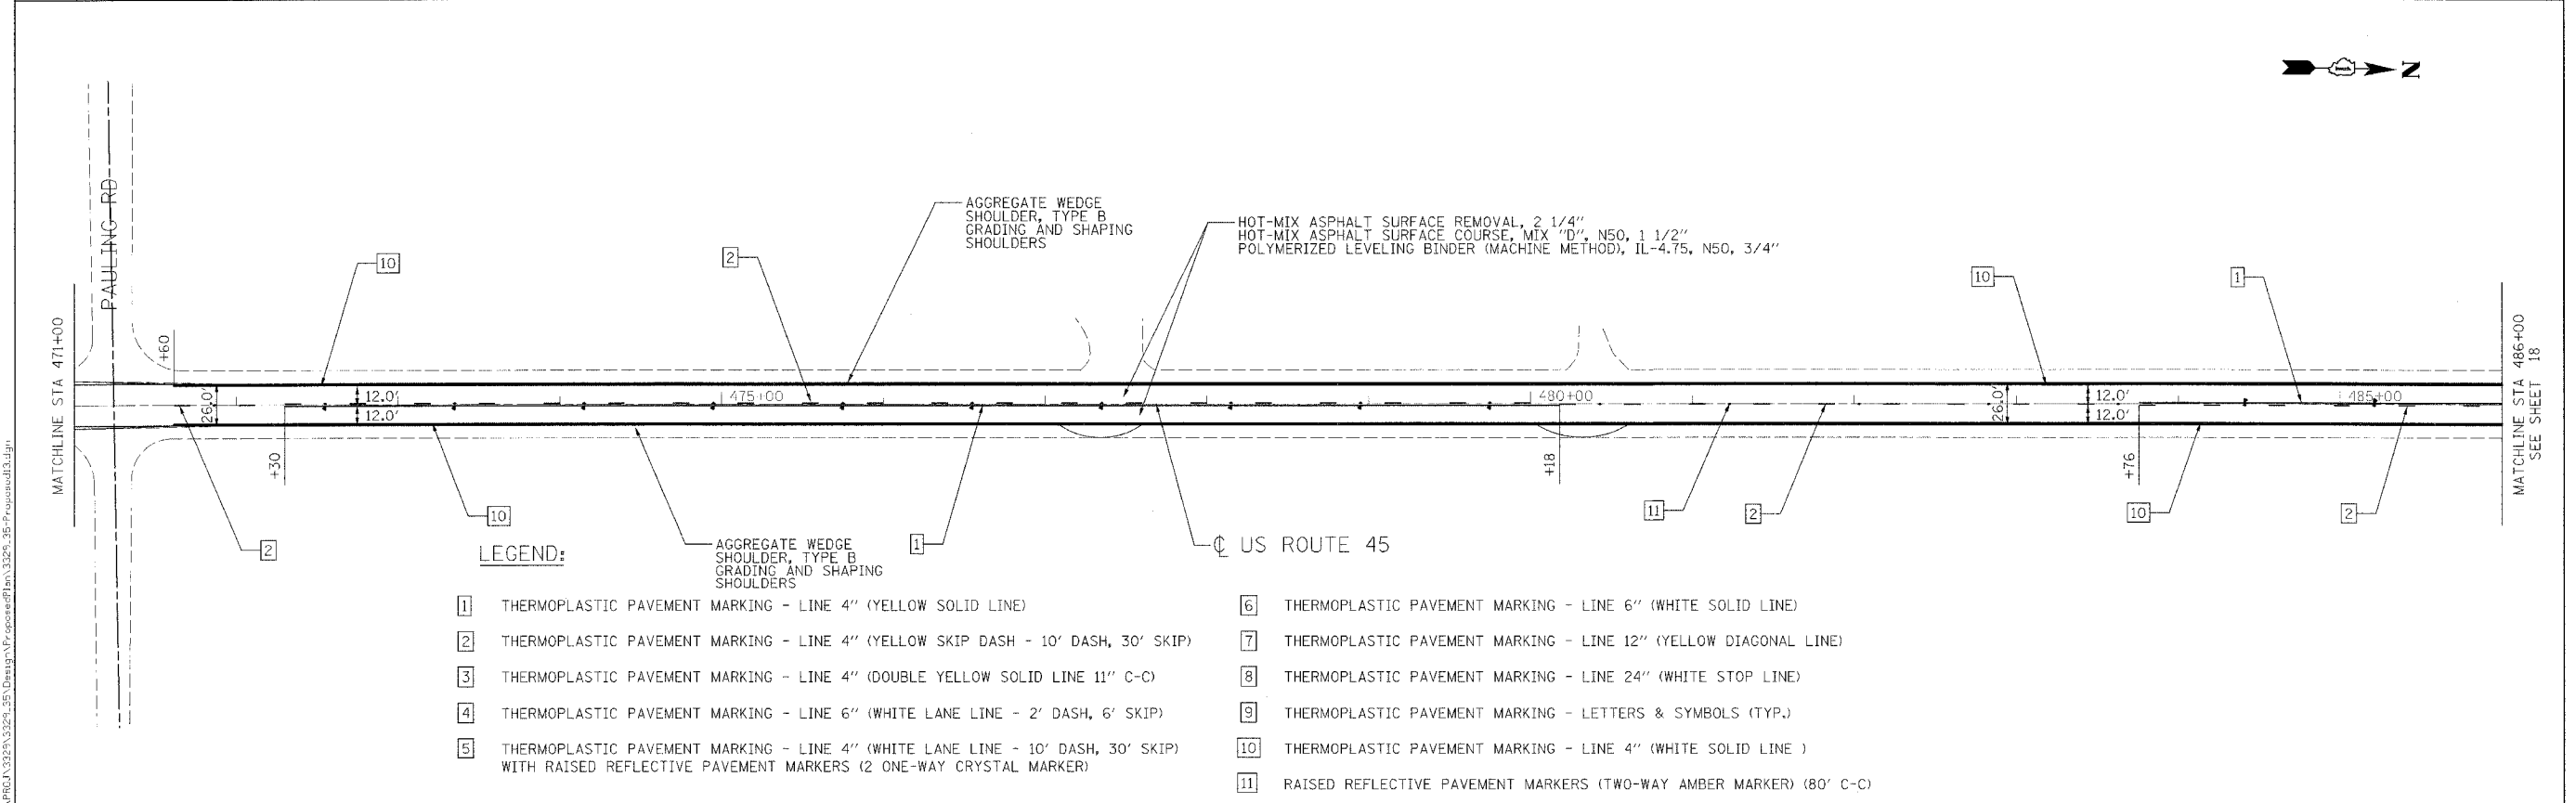 N
PAULING RD
MATCHLINE STA 471+00
+60
26.0'
12.0'
12.0'
+30
10
2
10
2
AGGREGATE WEDGE
SHOULDER, TYPE B
GRADING AND SHAPING
SHOULDERS
HOT-MIX ASPHALT SURFACE REMOVAL, 2 1/4"
HOT-MIX ASPHALT SURFACE COURSE, MIX "D", N50, 1 1/2"
POLYMERIZED LEVELING BINDER (MACHINE METHOD), IL-4.75, N50, 3/4"
475+00
480+00
485+00
10
1
26.0'
12.0'
12.0'
+18
+76
11
2
10
2
MATCHLINE STA 486+00
SEE SHEET 18
AGGREGATE WEDGE
SHOULDER, TYPE B
GRADING AND SHAPING
SHOULDERS
1
℄ US ROUTE 45
LEGEND:
1 THERMOPLASTIC PAVEMENT MARKING - LINE 4" (YELLOW SOLID LINE)
2 THERMOPLASTIC PAVEMENT MARKING - LINE 4" (YELLOW SKIP DASH - 10' DASH, 30' SKIP)
3 THERMOPLASTIC PAVEMENT MARKING - LINE 4" (DOUBLE YELLOW SOLID LINE 11" C-C)
4 THERMOPLASTIC PAVEMENT MARKING - LINE 6" (WHITE LANE LINE - 2' DASH, 6' SKIP)
5 THERMOPLASTIC PAVEMENT MARKING - LINE 4" (WHITE LANE LINE - 10' DASH, 30' SKIP)
WITH RAISED REFLECTIVE PAVEMENT MARKERS (2 ONE-WAY CRYSTAL MARKER)
6 THERMOPLASTIC PAVEMENT MARKING - LINE 6" (WHITE SOLID LINE)
7 THERMOPLASTIC PAVEMENT MARKING - LINE 12" (YELLOW DIAGONAL LINE)
8 THERMOPLASTIC PAVEMENT MARKING - LINE 24" (WHITE STOP LINE)
9 THERMOPLASTIC PAVEMENT MARKING - LETTERS & SYMBOLS (TYP.)
10 THERMOPLASTIC PAVEMENT MARKING - LINE 4" (WHITE SOLID LINE )
11 RAISED REFLECTIVE PAVEMENT MARKERS (TWO-WAY AMBER MARKER) (80' C-C)